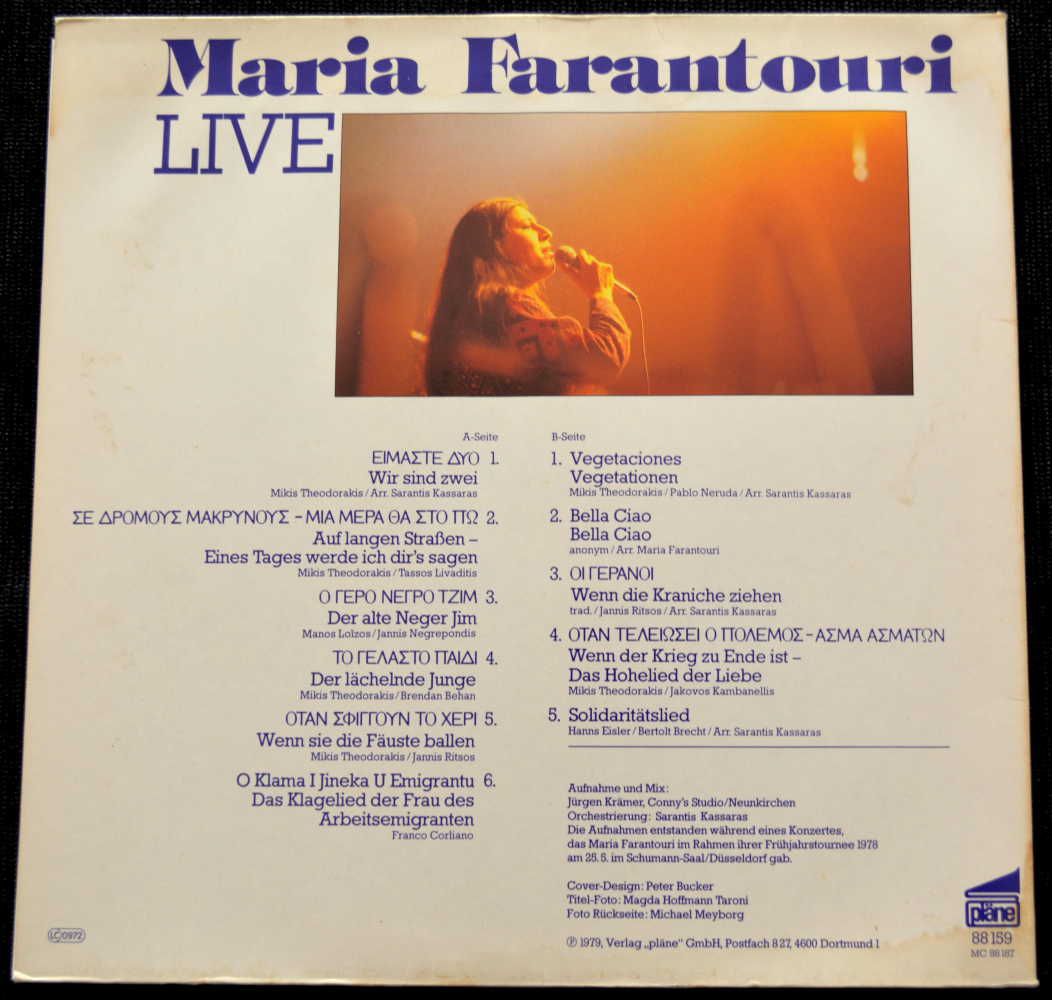 Maria Farantouri
LIVE
A-Seite
ΕΙΜΑΣΤΕ ΔΥΟ 1.
Wir sind zwei
Mikis Theodorakis / Arr. Sarantis Kassaras
ΣΕ ΔΡΟΜΟΥΣ ΜΑΚΡΥΝΟΥΣ – ΜΙΑ ΜΕΡΑ ΘΑ ΣΤΟ ΠΩ 2.
Auf langen Straßen –
Eines Tages werde ich dir's sagen
Mikis Theodorakis / Tassos Livaditis
Ο ΓΕΡΟ ΝΕΓΡΟ ΤΖΙΜ 3.
Der alte Neger Jim
Manos Loïzos / Jannis Negrepondis
ΤΟ ΓΕΛΑΣΤΟ ΠΑΙΔΙ 4.
Der lächelnde Junge
Mikis Theodorakis / Brendan Behan
ΟΤΑΝ ΣΦΙΓΓΟΥΝ ΤΟ ΧΕΡΙ 5.
Wenn sie die Fäuste ballen
Mikis Theodorakis / Jannis Ritsos
O Klama I Jineka U Emigrantu 6.
Das Klagelied der Frau des
Arbeitsemigranten
Franco Corliano
B-Seite
1. Vegetaciones
Vegetationen
Mikis Theodorakis / Pablo Neruda / Arr. Sarantis Kassaras
2. Bella Ciao
Bella Ciao
anonym / Arr. Maria Farantouri
3. ΟΙ ΓΕΡΑΝΟΙ
Wenn die Kraniche ziehen
trad. / Jannis Ritsos / Arr. Sarantis Kassaras
4. ΟΤΑΝ ΤΕΛΕΙΩΣΕΙ Ο ΠΟΛΕΜΟΣ – ΑΣΜΑ ΑΣΜΑΤΩΝ
Wenn der Krieg zu Ende ist –
Das Hohelied der Liebe
Mikis Theodorakis / Jakovos Kambanellis
5. Solidaritätslied
Hanns Eisler / Bertolt Brecht / Arr. Sarantis Kassaras
Aufnahme und Mix:
Jürgen Krämer, Conny's Studio/Neunkirchen
Orchestrierung: Sarantis Kassaras
Die Aufnahmen entstanden während eines Konzertes,
das Maria Farantouri im Rahmen ihrer Frühjahrstournee 1978
am 25. 5. im Schumann-Saal/Düsseldorf gab.
Cover-Design: Peter Bucker
Titel-Foto: Magda Hoffmann Taroni
Foto Rückseite: Michael Meyborg
℗ 1979, Verlag „pläne" GmbH, Postfach 8 27, 4600 Dortmund 1
LC 0972
pläne
88 159
MC 98 187